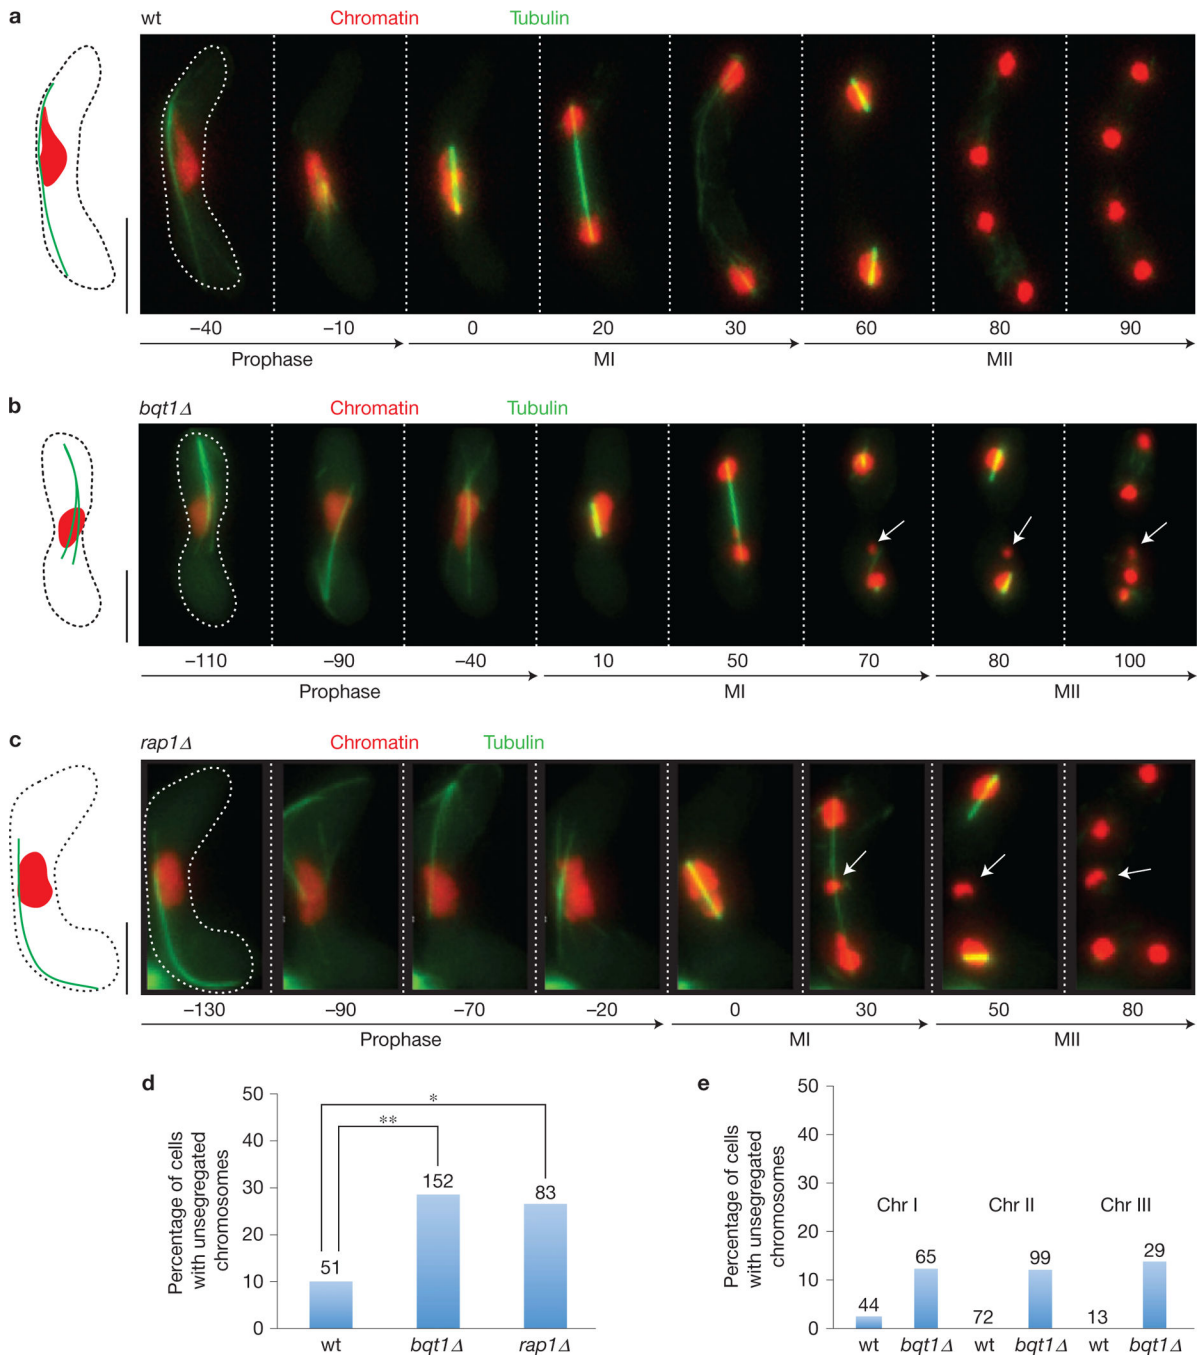 a wt Chromatin Tubulin
–40 –10 0 20 30 60 80 90
Prophase MI MII
b bqt1Δ Chromatin Tubulin
–110 –90 –40 10 50 70 80 100
Prophase MI MII
c rap1Δ Chromatin Tubulin
–130 –90 –70 –20 0 30 50 80
Prophase MI MII
d
Percentage of cells
with unsegregated
chromosomes
50
40
30
20
10
0
*
**
51 152 83
wt bqt1Δ rap1Δ
e
Percentage of cells
with unsegregated
chromosomes
50
40
30
20
10
0
Chr I Chr II Chr III
44 65 72 99 13 29
wt bqt1Δ wt bqt1Δ wt bqt1Δ